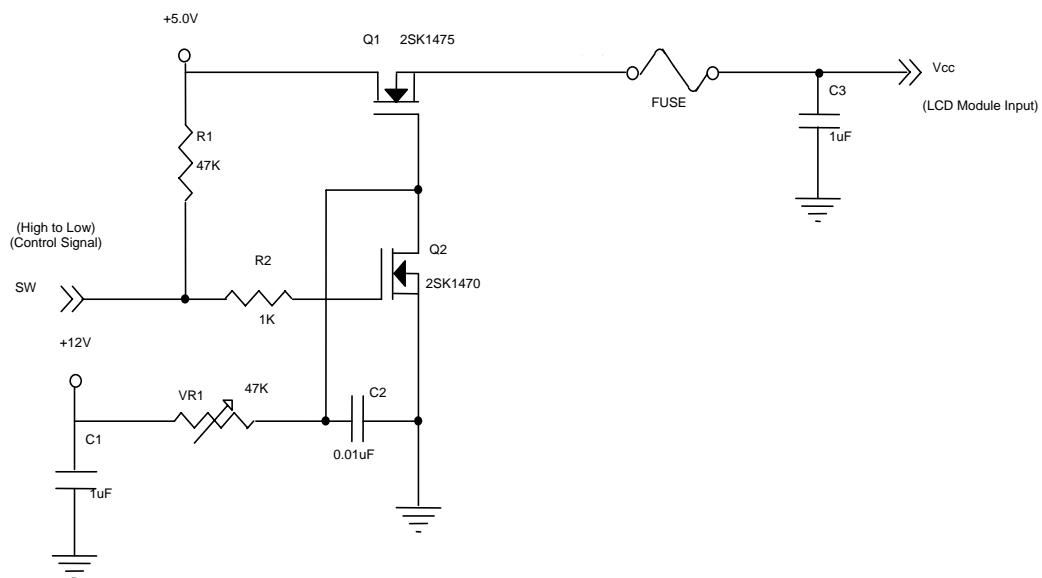 +5.0V
Q1 2SK1475
FUSE
Vcc
C3
(LCD Module Input)
1uF
R1
47K
(High to Low)
(Control Signal)
SW
R2
1K
Q2
2SK1470
+12V
VR1
47K
C2
0.01uF
C1
1uF